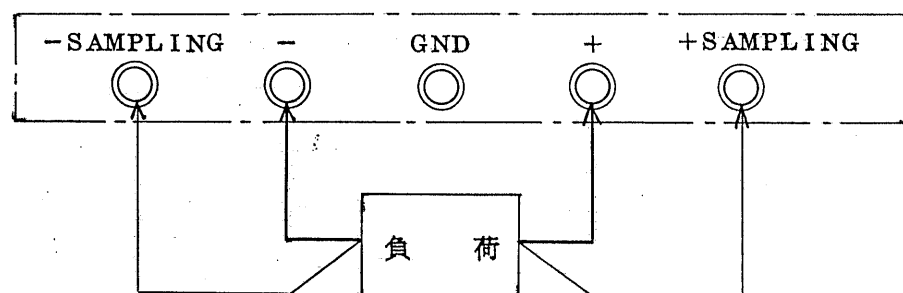 -SAMPLING - GND + +SAMPLING
負 荷